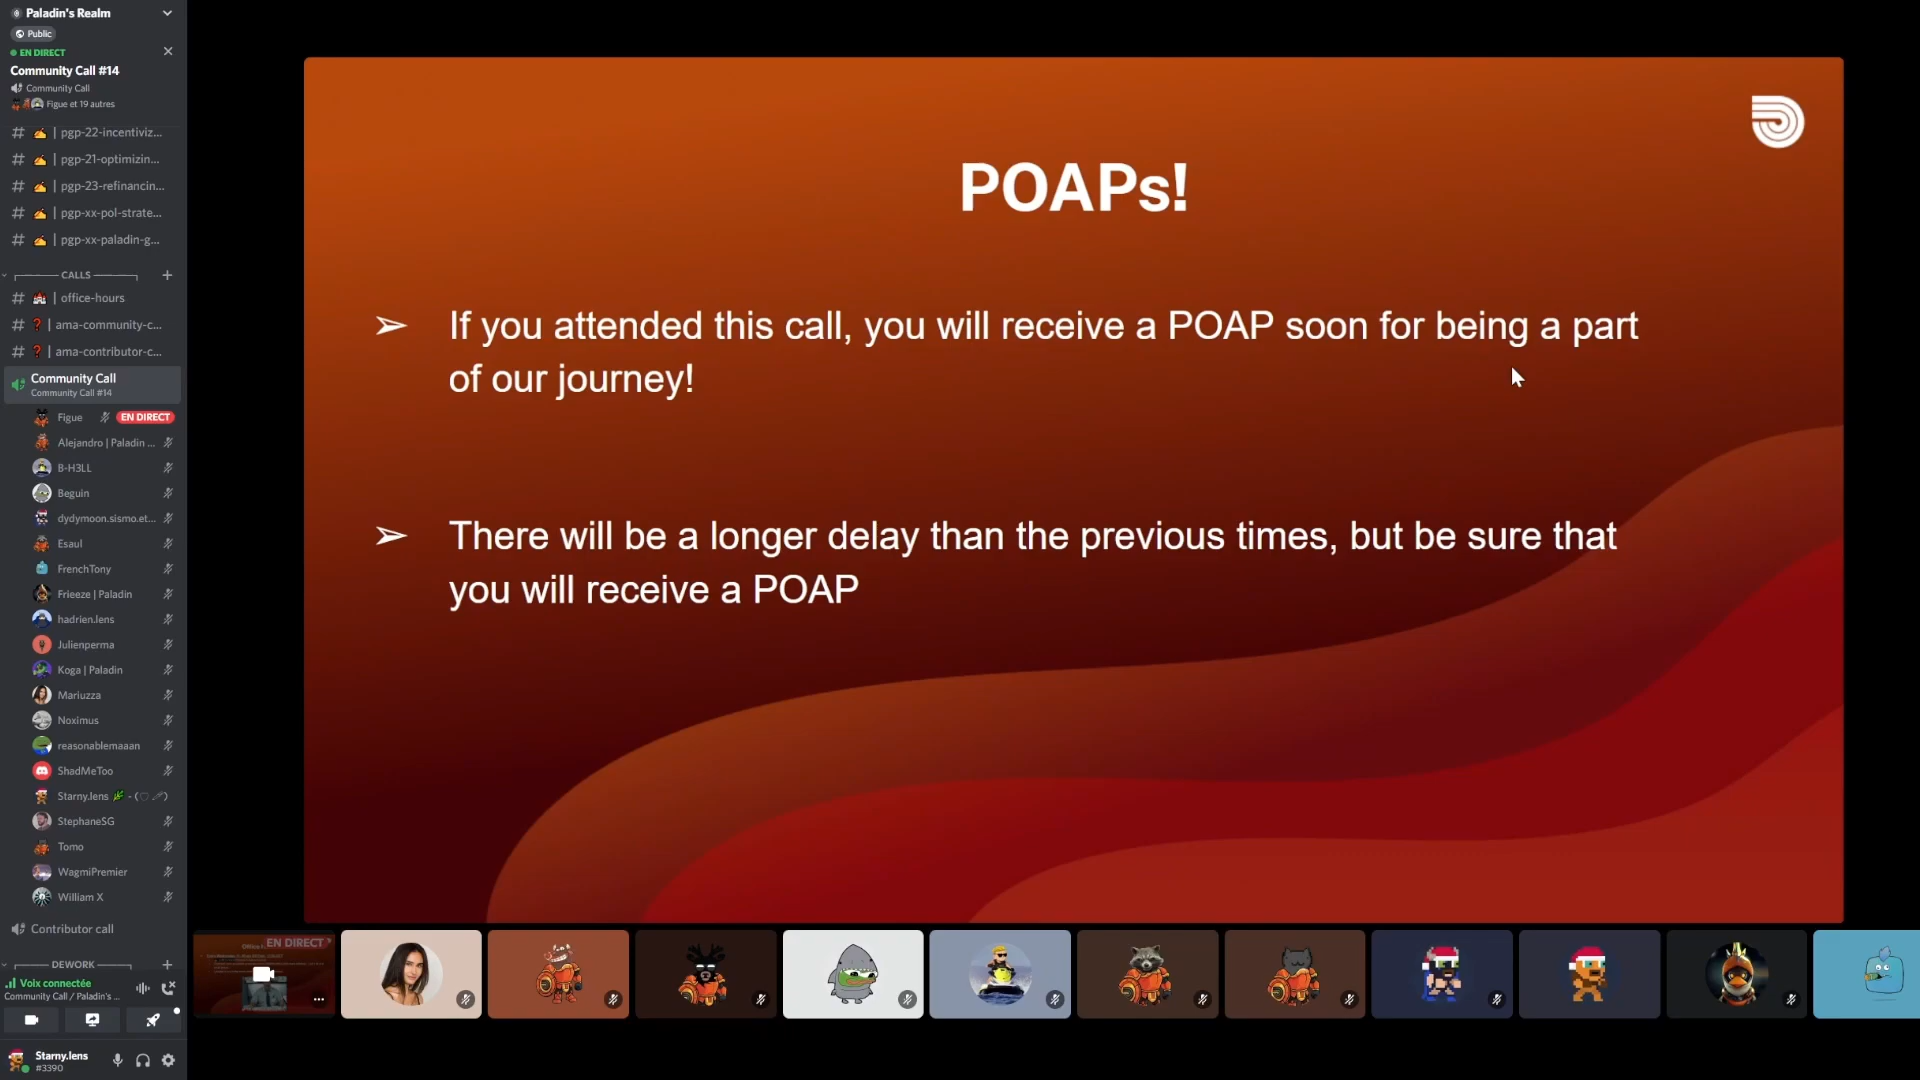 Paladin's Realm
Public
EN DIRECT
Community Call #14
Community Call
Figue et 19 autres
# | pgp-22-incentiviz...
# | pgp-21-optimizin...
# | pgp-23-refinancin...
# | pgp-xx-pol-strate...
# | pgp-xx-paladin-g...
CALLS
# | office-hours
# ❓ | ama-community-c...
# ❓ | ama-contributor-c...
Community Call
Community Call #14
Figue EN DIRECT
Alejandro | Paladin ...
B-H3LL
Beguin
dydymoon.sismo.et...
Esaul
FrenchTony
Frieeze | Paladin
hadrien.lens
Julienperma
Koga | Paladin
Mariuzza
Noximus
reasonablemaaan
ShadMeToo
Starny.lens
StephaneSG
Tomo
WagmiPremier
William X
Contributor call
DEWORK
Voix connectée
Community Call / Paladin's ...
Starny.lens
#3390
POAPs!
➢ If you attended this call, you will receive a POAP soon for being a part
of our journey!
➢ There will be a longer delay than the previous times, but be sure that
you will receive a POAP
EN DIRECT